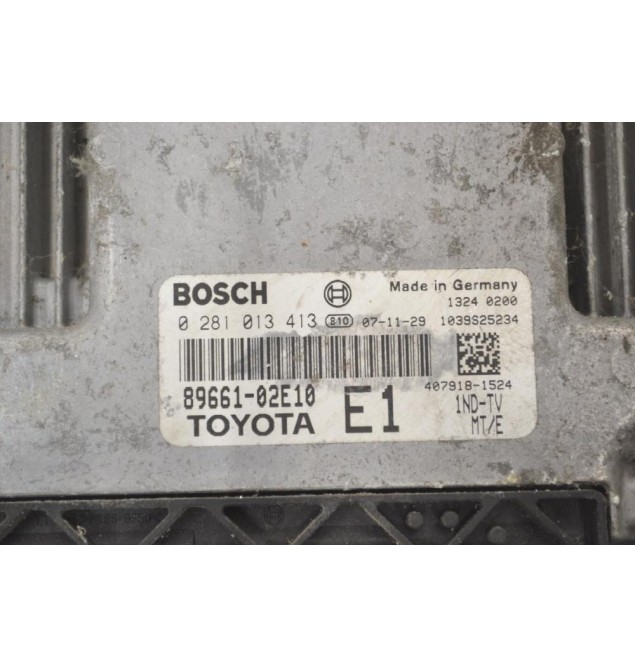 BOSCH Made in Germany
1324 0200
0 281 013 413 B10 07-11-29 1039S25234
407918-1524
89661-02E10 E1 1ND-TV
TOYOTA MT/E